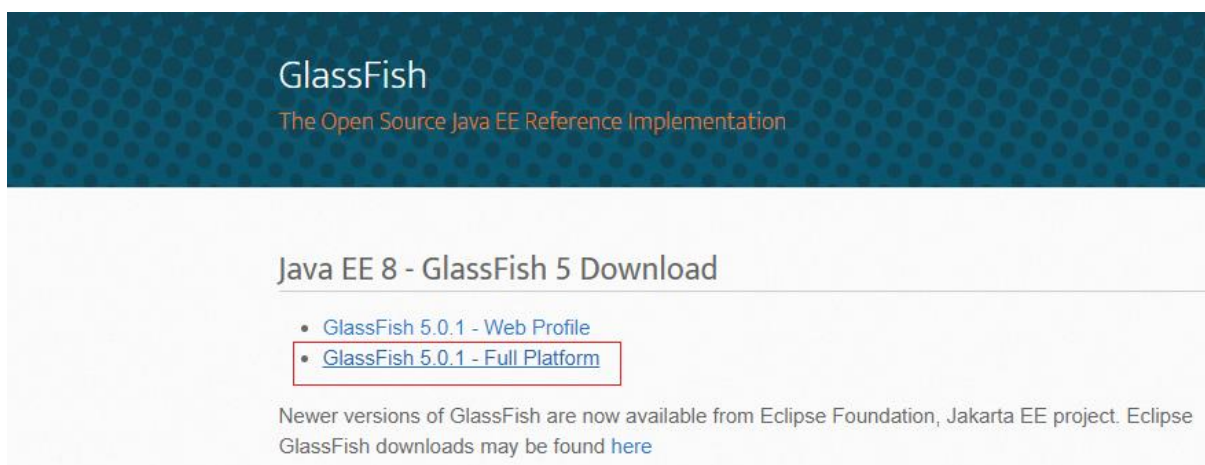 GlassFish
The Open Source Java EE Reference Implementation
Java EE 8 - GlassFish 5 Download
GlassFish 5.0.1 - Web Profile
GlassFish 5.0.1 - Full Platform
Newer versions of GlassFish are now available from Eclipse Foundation, Jakarta EE project. Eclipse
GlassFish downloads may be found here